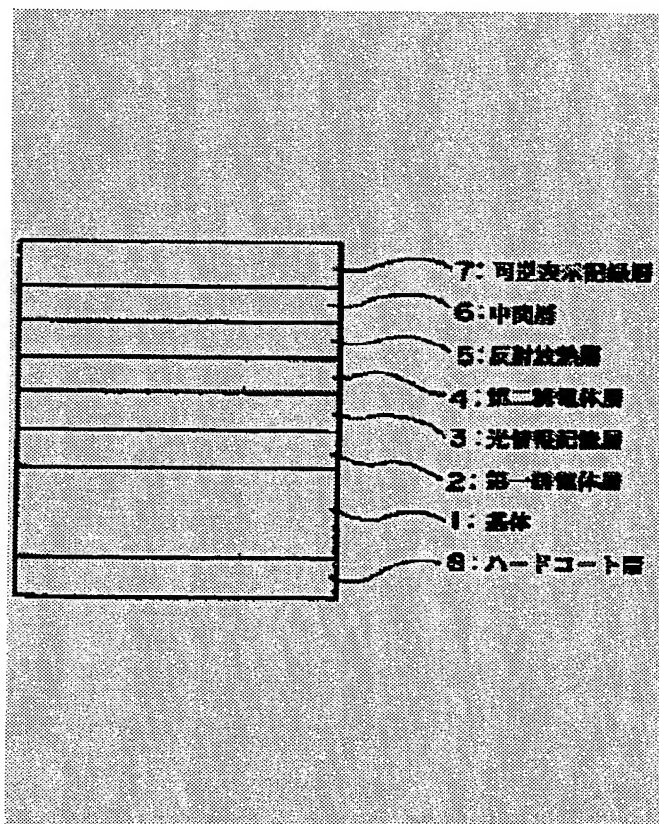 7:可逆表示記録層
6:中間層
5:反射放熱層
4:第二誘電体層
3:光情報記録層
2:第一誘電体層
1:基体
8:ハードコート層